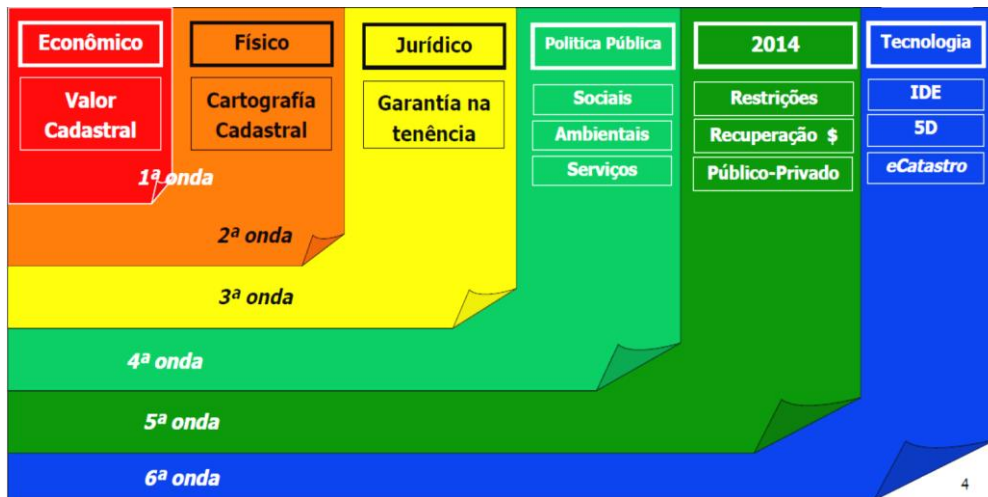 Econômico
Valor
Cadastral
1ª onda
Físico
Cartografía
Cadastral
2ª onda
Jurídico
Garantía na
tenência
3ª onda
Politica Pública
Sociais
Ambientais
Serviços
4ª onda
2014
Restrições
Recuperação $
Público-Privado
5ª onda
Tecnologia
IDE
5D
eCatastro
6ª onda
4